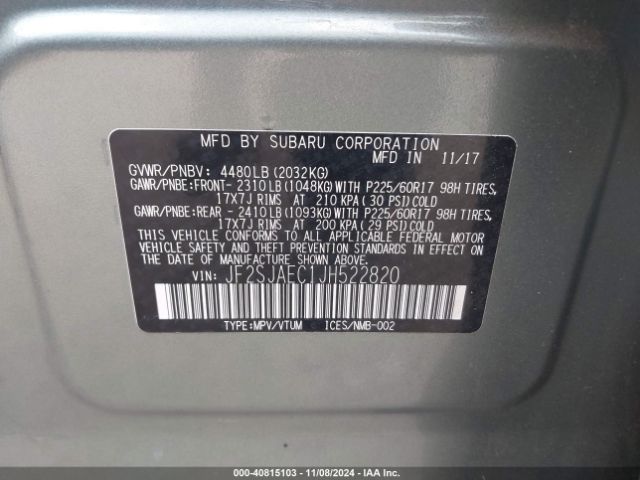 MFD BY SUBARU CORPORATION
MFD IN 11/17
GVWR/PNBV: 4480LB(2032KG)
GAWR/PNBE:FRONT- 2310LB(1048KG)WITH P225/60R17 98H TIRES,
17X7J RIMS AT 210 KPA(30 PSI)COLD
GAWR/PNBE:REAR - 2410LB(1093KG)WITH P225/60R17 98H TIRES,
17X7J RIMS AT 200 KPA(29 PSI)COLD
THIS VEHICLE CONFORMS TO ALL APPLICABLE FEDERAL MOTOR
VEHICLE SAFETY AND THEFT PREVENTION STANDARDS IN EFFECT ON
THE DATE OF MANUFACTURE SHOWN ABOVE.
VIN: JF2SJAEC1JH522820
TYPE:MPV/VTUM ICES/NMB-002
000-40815103 - 11/08/2024 - IAA Inc.